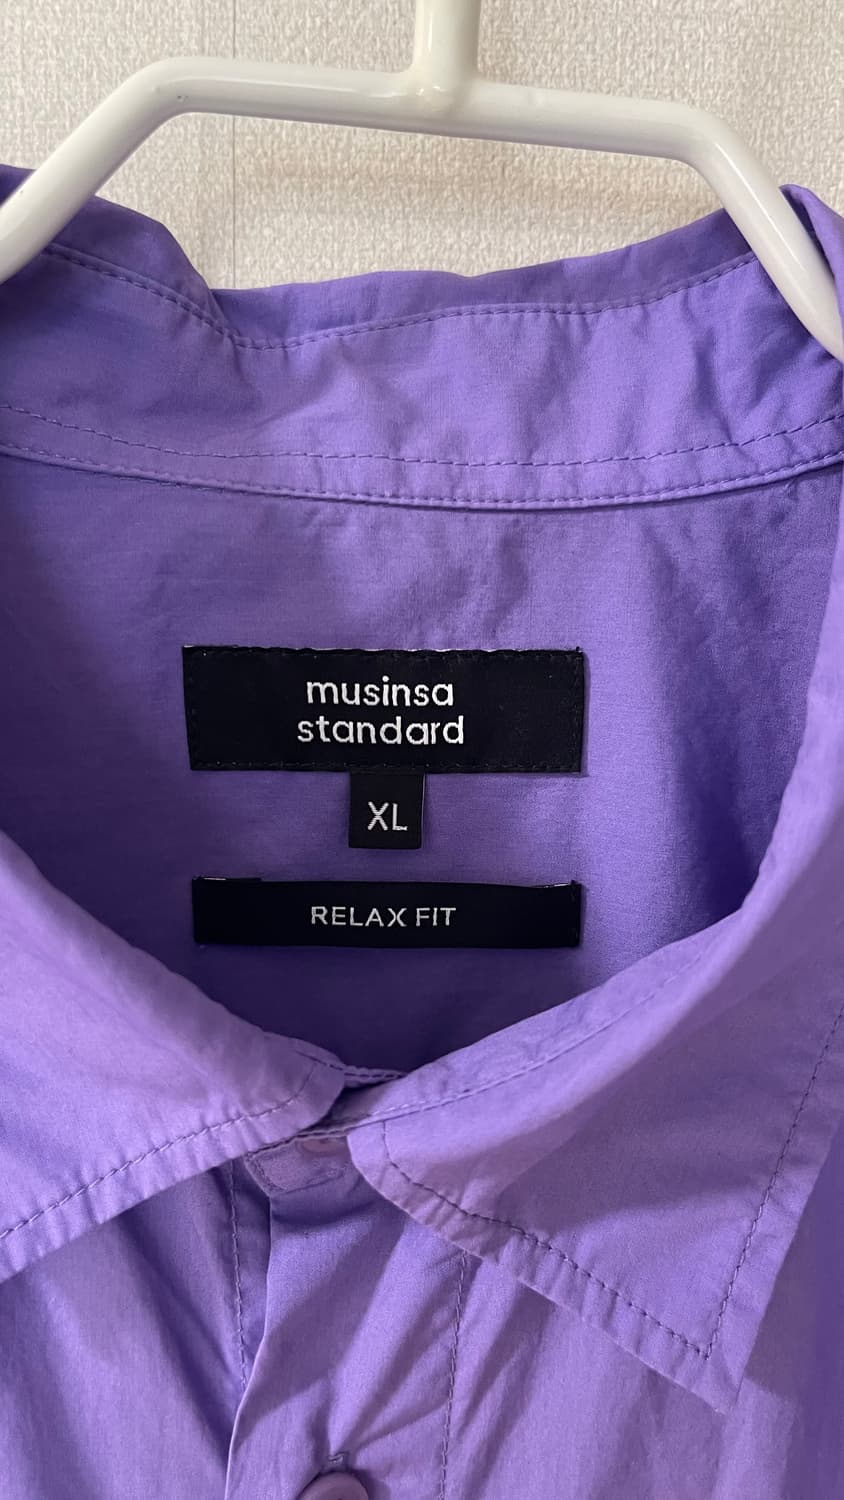 musinsa
standard
XL
RELAX FIT